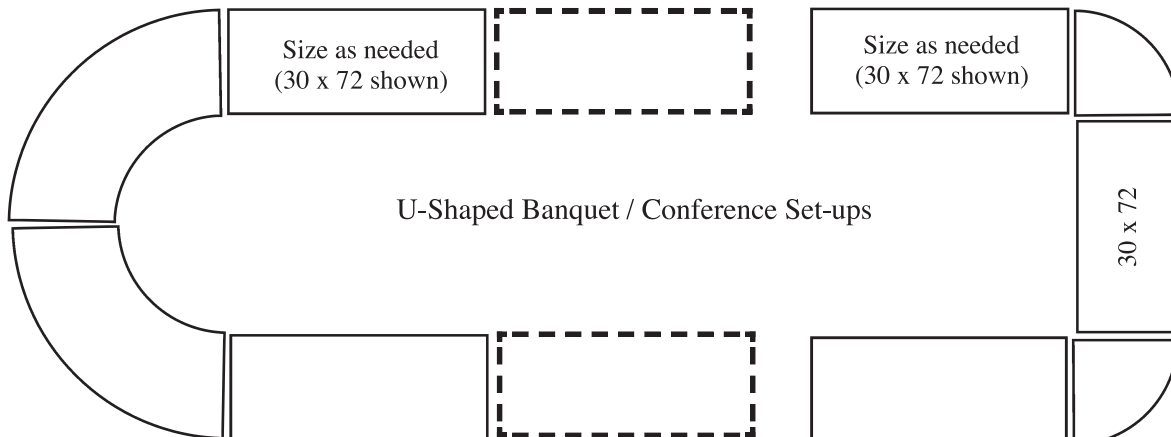 Size as needed
(30 x 72 shown)
Size as needed
(30 x 72 shown)
U-Shaped Banquet / Conference Set-ups
30 x 72